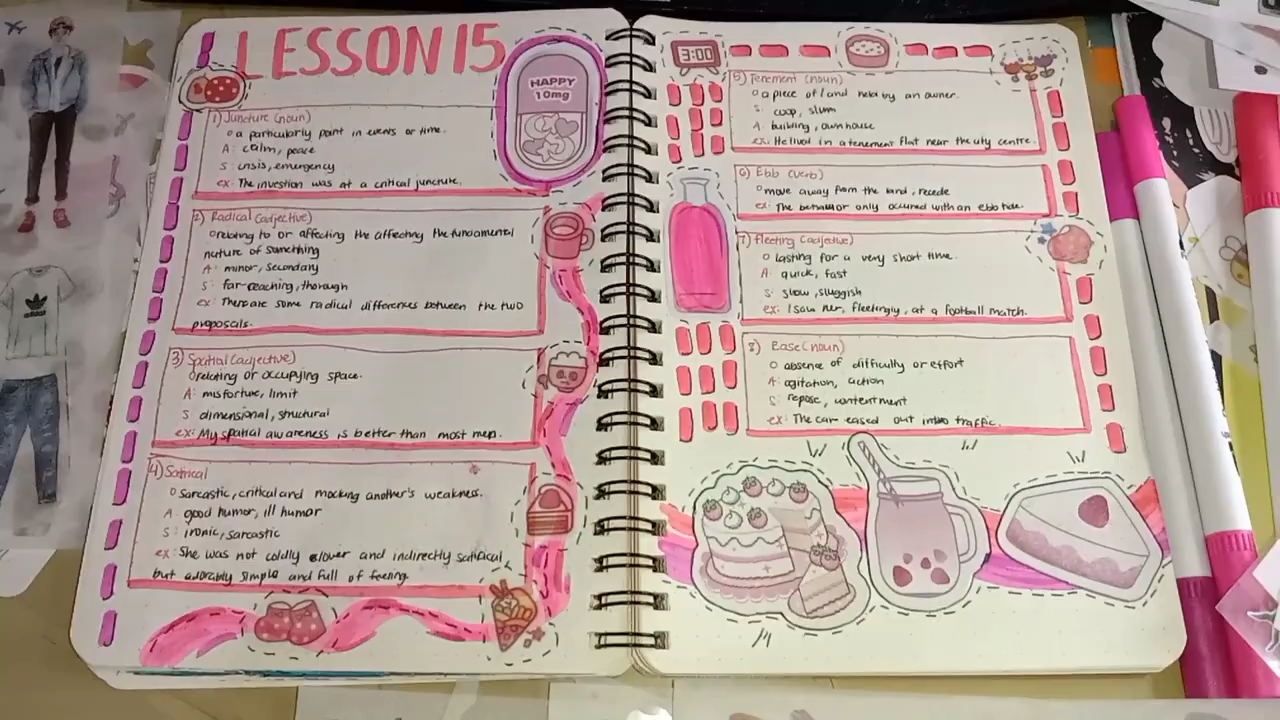 LESSON 15
HAPPY
10mg
1) Juncture (noun)
a particularly point in events or time.
A: calm, peace
S: crisis, emergency
ex: The investion was at a critical juncture.
2) Radical (adjective)
relating to or affecting the affecting the fundamental
nature of something
A: minor, secondary
S: far-reaching, thorough
ex: There are some radical differences between the two
proposals.
3) Spatial (adjective)
relating or occupying space.
A: misfortune, limit
S: dimensional, structural
ex: My spatial awareness is better than most men.
4) Satirical
Sarcastic, critical and mocking another's weakness.
A: good humor, ill humor
S: ironic, sarcastic
ex: She was not coldly clover and indirectly satirical
but adorably simple and full of feeling.
3:00
5) Tenement (noun)
a piece of land held by an owner.
S: coop, slum
A: building, own house
ex: He lived in a tenement flat near the city centre.
6) Ebb (verb)
move away from the land, recede
ex: The behavior only occured with an ebb tide.
7) fleeting (adjective)
lasting for a very short time.
A: quick, fast
S: slow, sluggish
ex: I saw her, fleetingly, at a football match.
8) Ease (noun)
absence of difficulty or effort
A: agitation, action
S: repose, contentment
ex: The car eased out into traffic.